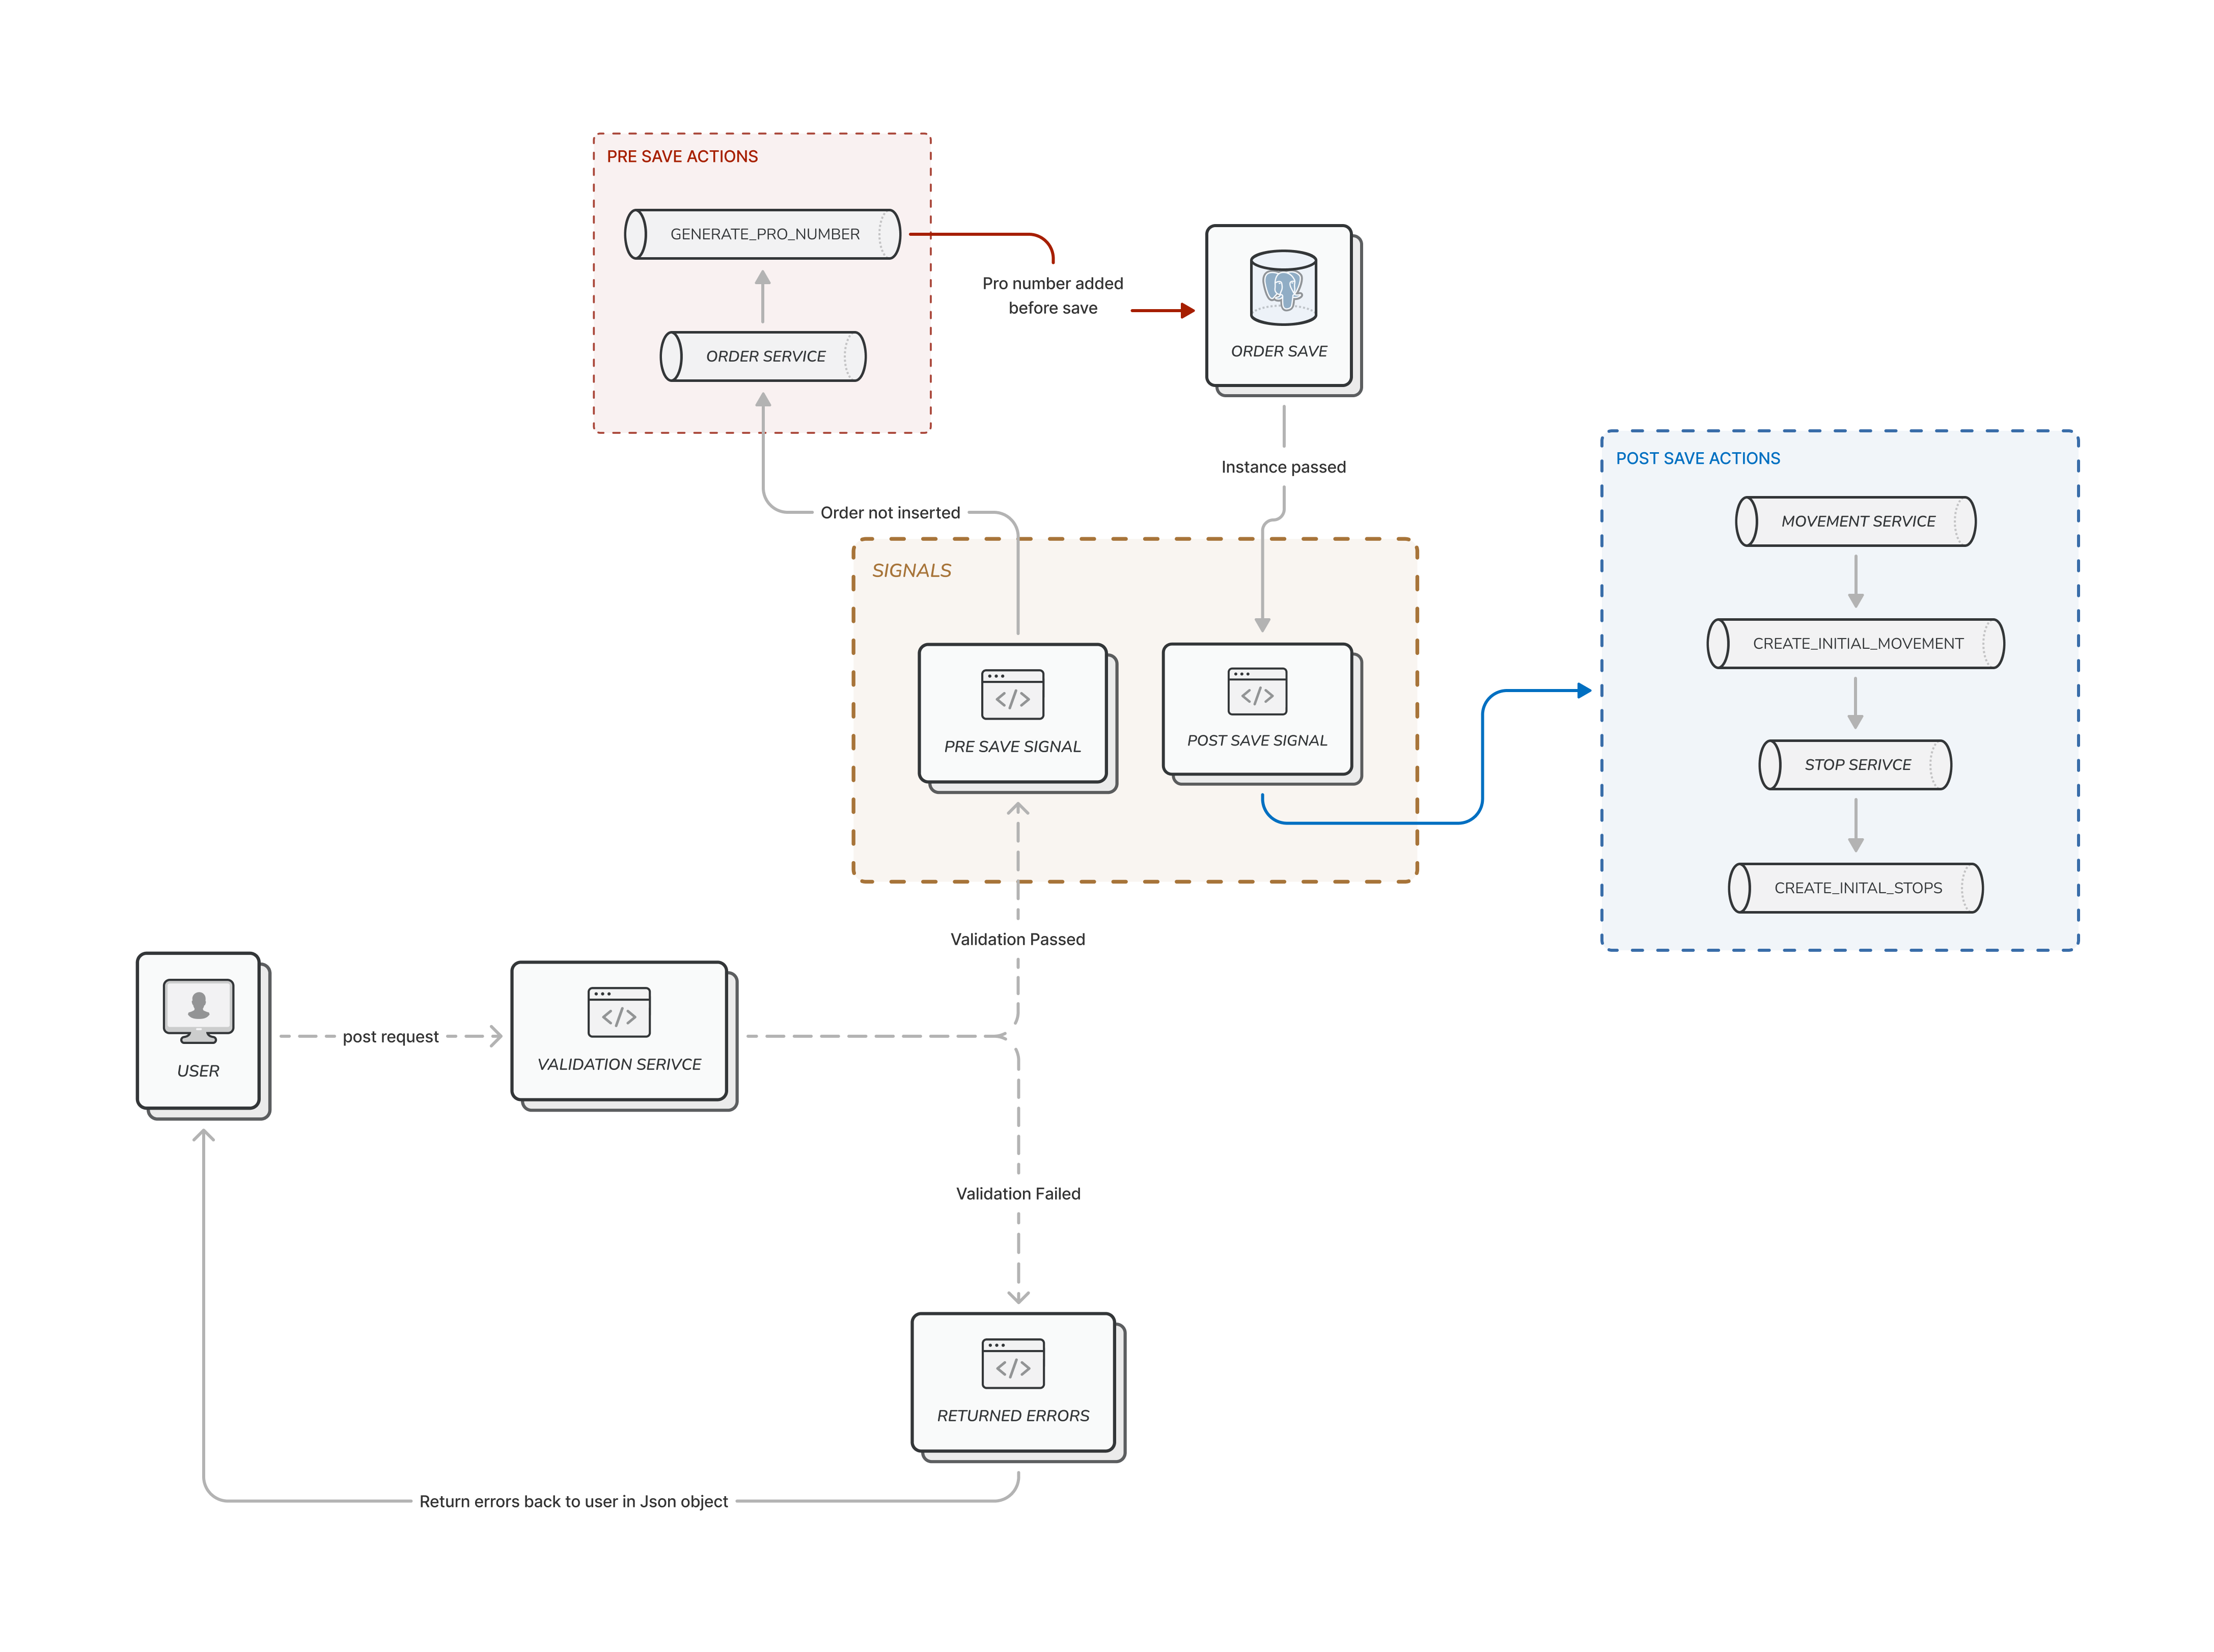 PRE SAVE ACTIONS
GENERATE_PRO_NUMBER
ORDER SERVICE
Pro number added
before save
ORDER SAVE
Instance passed
Order not inserted
SIGNALS
PRE SAVE SIGNAL
POST SAVE SIGNAL
POST SAVE ACTIONS
MOVEMENT SERVICE
CREATE_INITIAL_MOVEMENT
STOP SERIVCE
CREATE_INITAL_STOPS
Validation Passed
USER
post request
VALIDATION SERIVCE
Validation Failed
RETURNED ERRORS
Return errors back to user in Json object